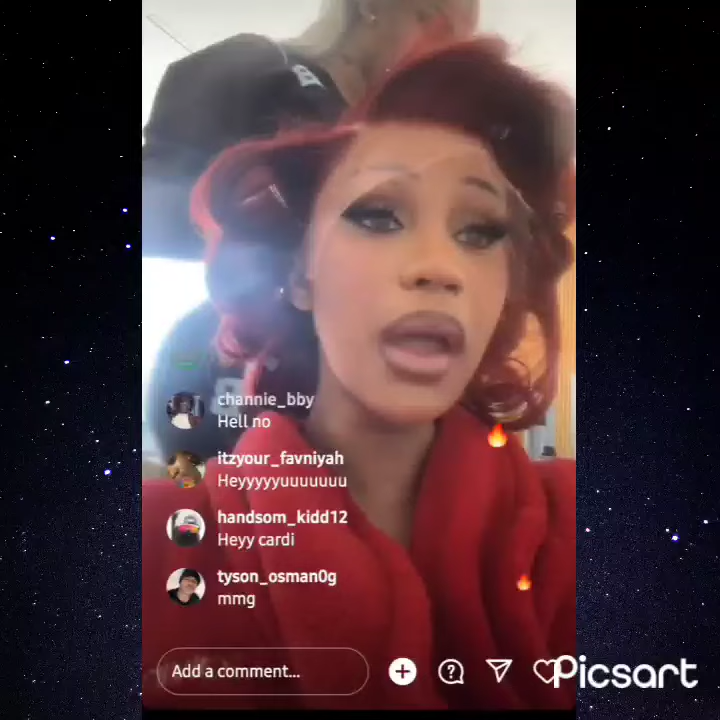 channie_bby
Hell no
itzyour_favniyah
Heyyyyyuuuuuuu
handsom_kidd12
Heyy cardi
tyson_osman0g
mmg
Add a comment...
Picsart